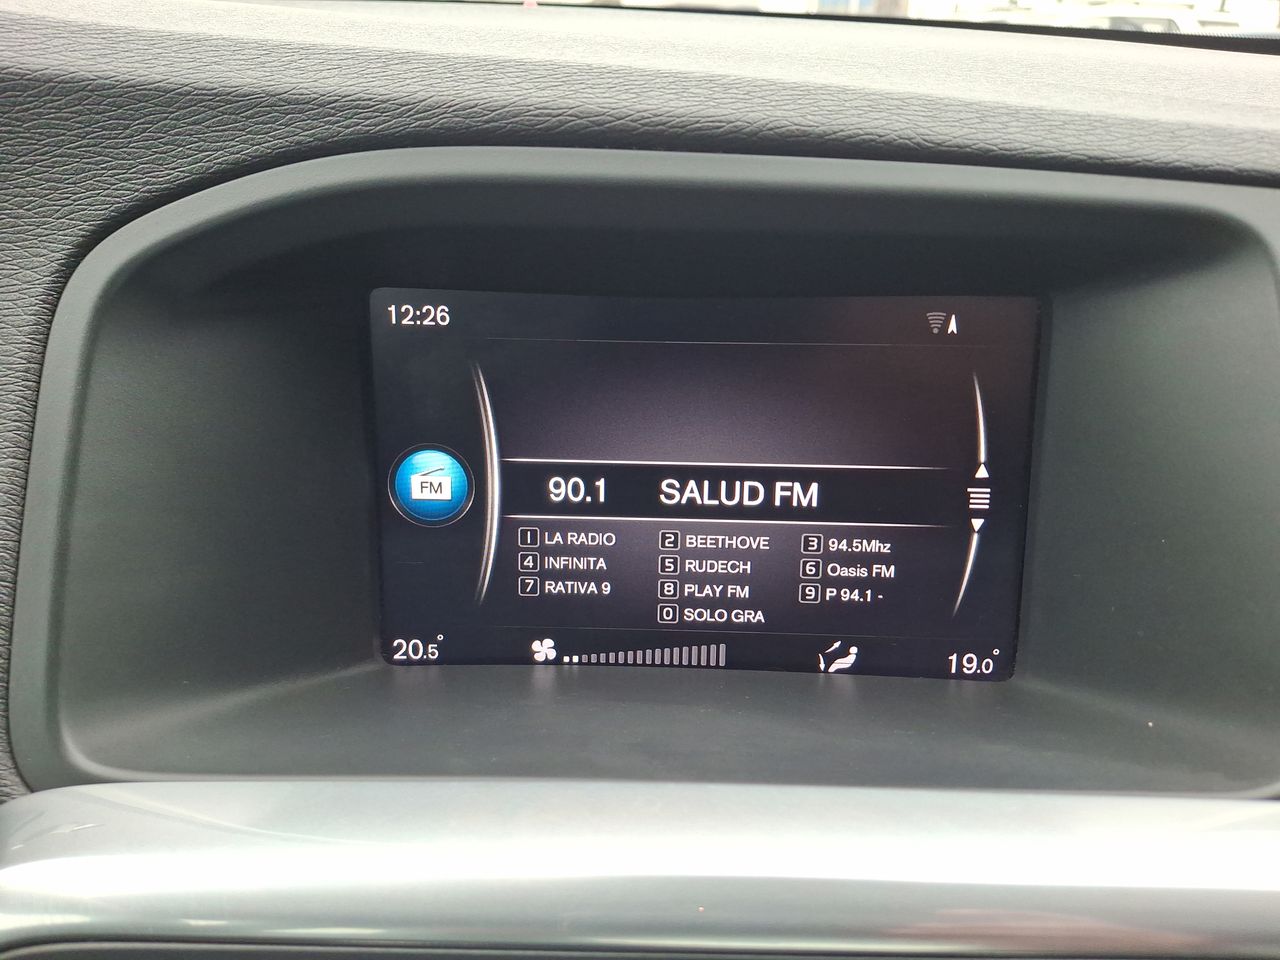 12:26
FM
90.1 SALUD FM
1 LA RADIO 2 BEETHOVE 3 94.5Mhz
4 INFINITA 5 RUDECH 6 Oasis FM
7 RATIVA 9 8 PLAY FM 9 P 94.1 -
0 SOLO GRA
20.5° 19.0°